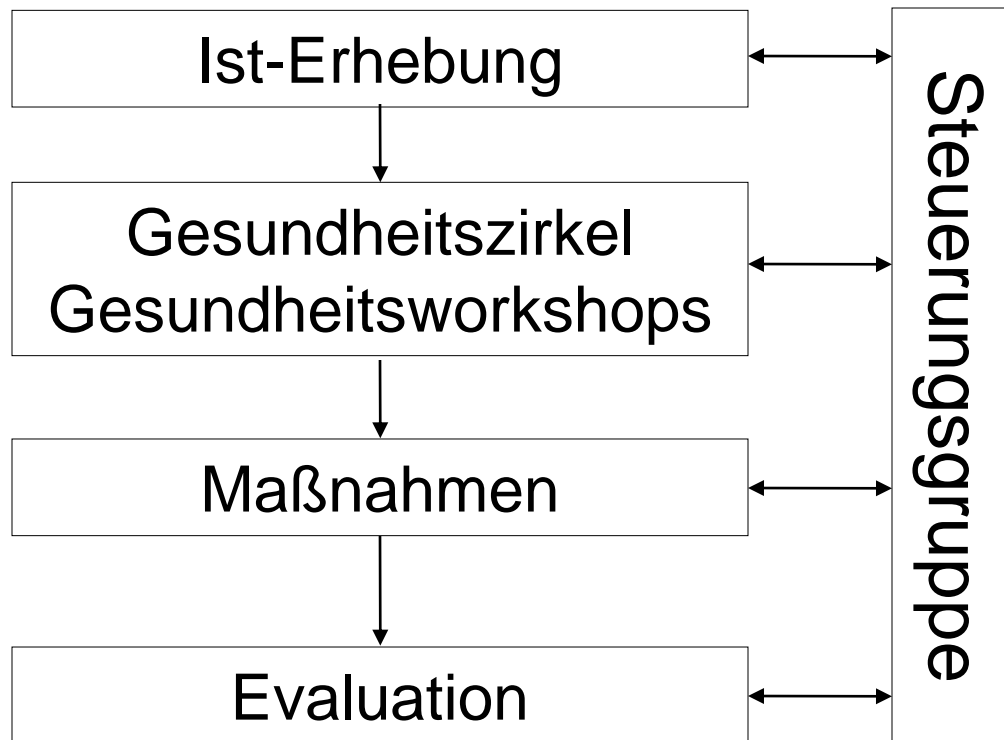 Ist-Erhebung
Gesundheitszirkel
Gesundheitsworkshops
Maßnahmen
Evaluation
Steuerungsgruppe